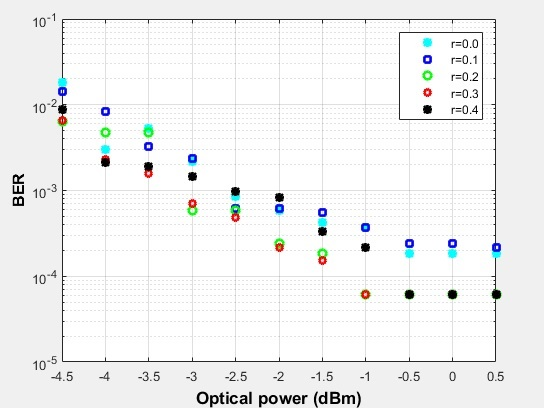 10^-1
r=0.0
r=0.1
r=0.2
r=0.3
r=0.4
10^-2
BER
10^-3
10^-4
10^-5
-4.5 -4 -3.5 -3 -2.5 -2 -1.5 -1 -0.5 0 0.5
Optical power (dBm)